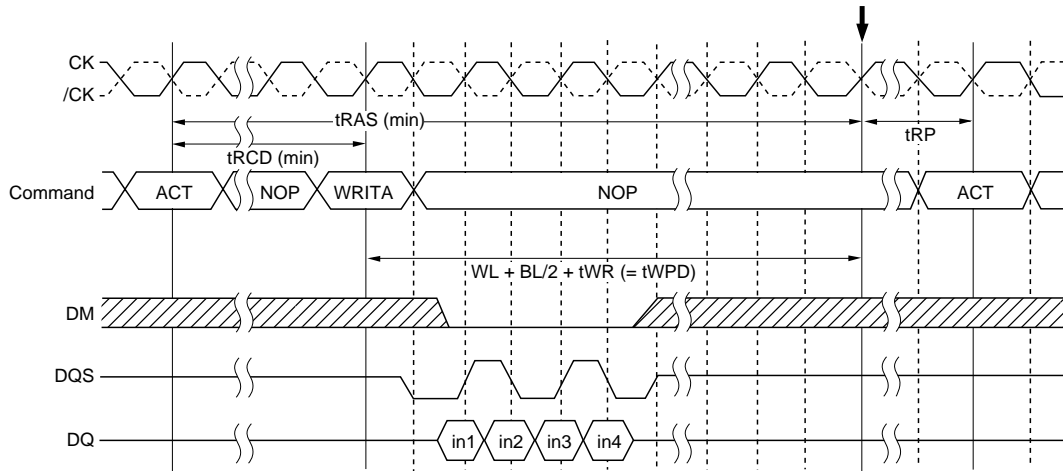 CK
/CK
tRAS (min)
tRP
tRCD (min)
Command ACT NOP WRITA NOP ACT
WL + BL/2 + tWR (= tWPD)
DM
DQS
DQ in1 in2 in3 in4